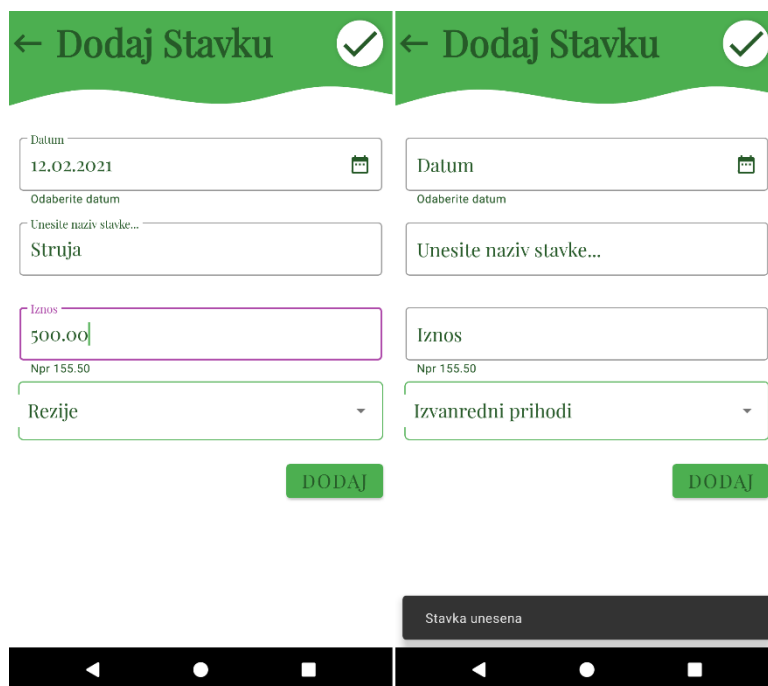 Dodaj Stavku
Datum
12.02.2021
Odaberite datum
Unesite naziv stavke...
Struja
Iznos
500.00
Npr 155.50
Rezije
DODAJ
Dodaj Stavku
Datum
Odaberite datum
Unesite naziv stavke...
Iznos
Npr 155.50
Izvanredni prihodi
DODAJ
Stavka unesena